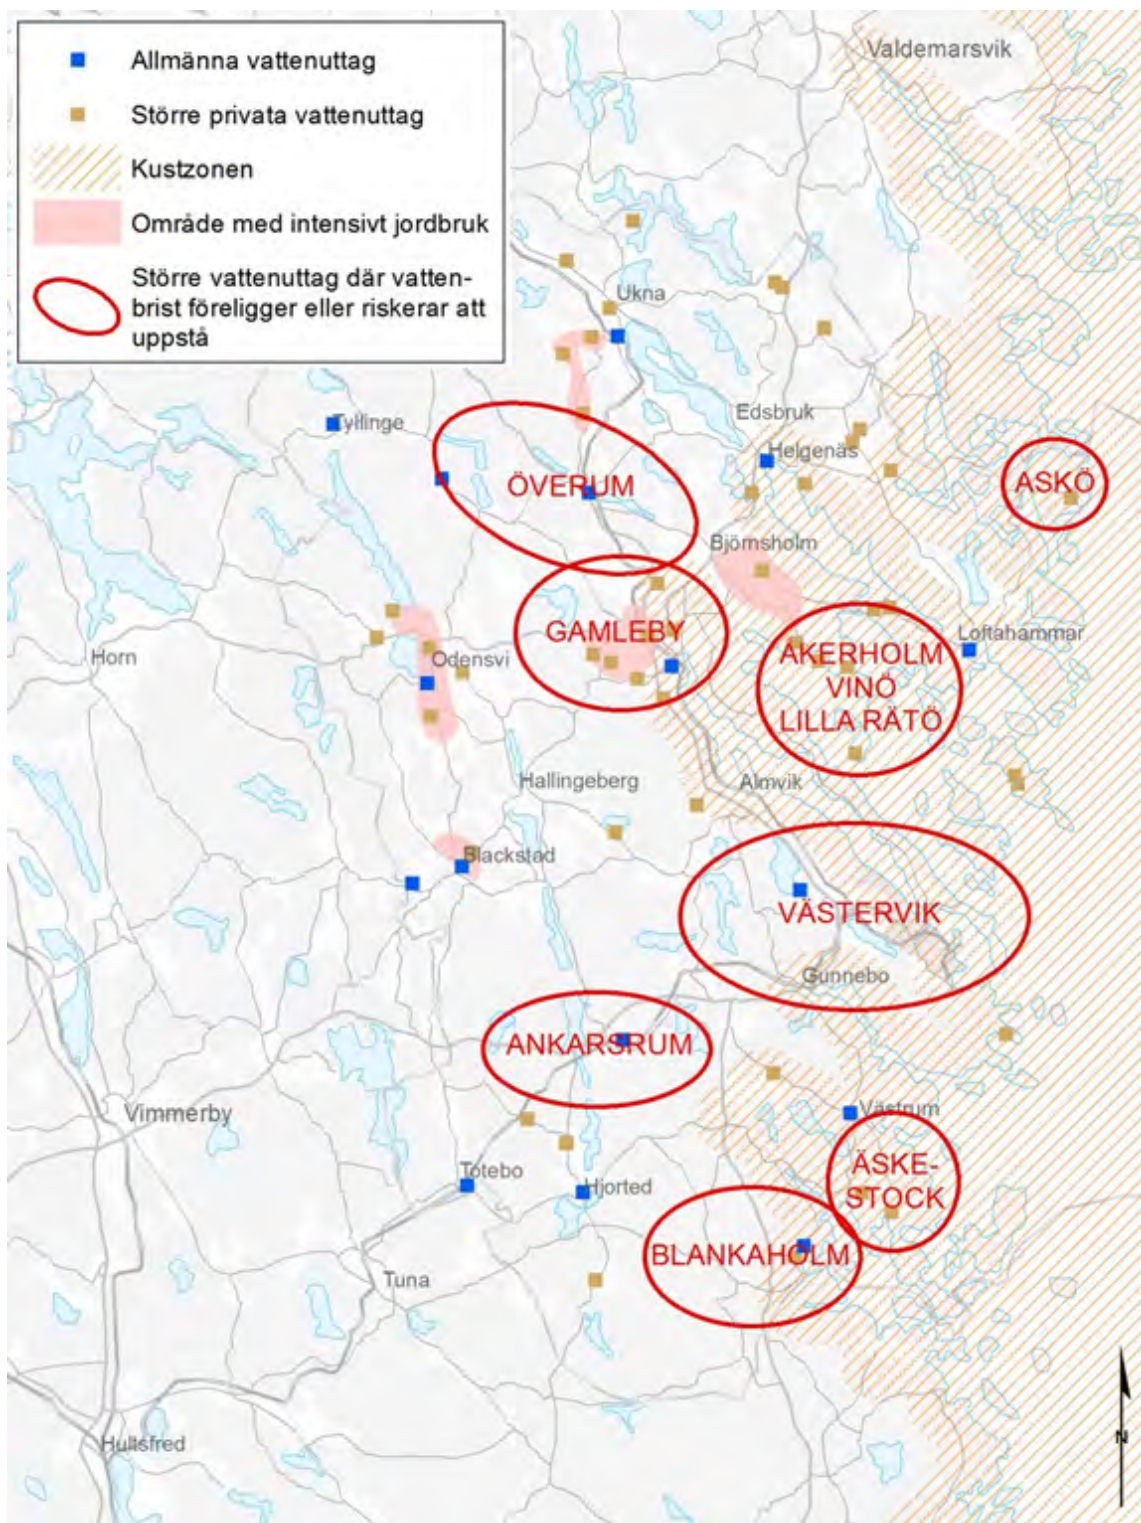 Allmänna vattenuttag
Större privata vattenuttag
Kustzonen
Område med intensivt jordbruk
Större vattenuttag där vatten-
brist föreligger eller riskerar att
uppstå
Valdemarsvik
Ukna
Tyllinge
Edsbruk
Helgenäs
ÖVERUM
ASKÖ
Björnsholm
GAMLEBY
Loftahammar
Horn
Odensvi
ÅKERHOLM
VINÖ
LILLA RÄTÖ
Hallingeberg
Almvik
Blackstad
VÄSTERVIK
Gunnebo
ANKARSRUM
Vimmerby
Västrum
Totebo
Hjorted
ÄSKE-
STOCK
BLANKAHOLM
Tuna
Hultsfred
N